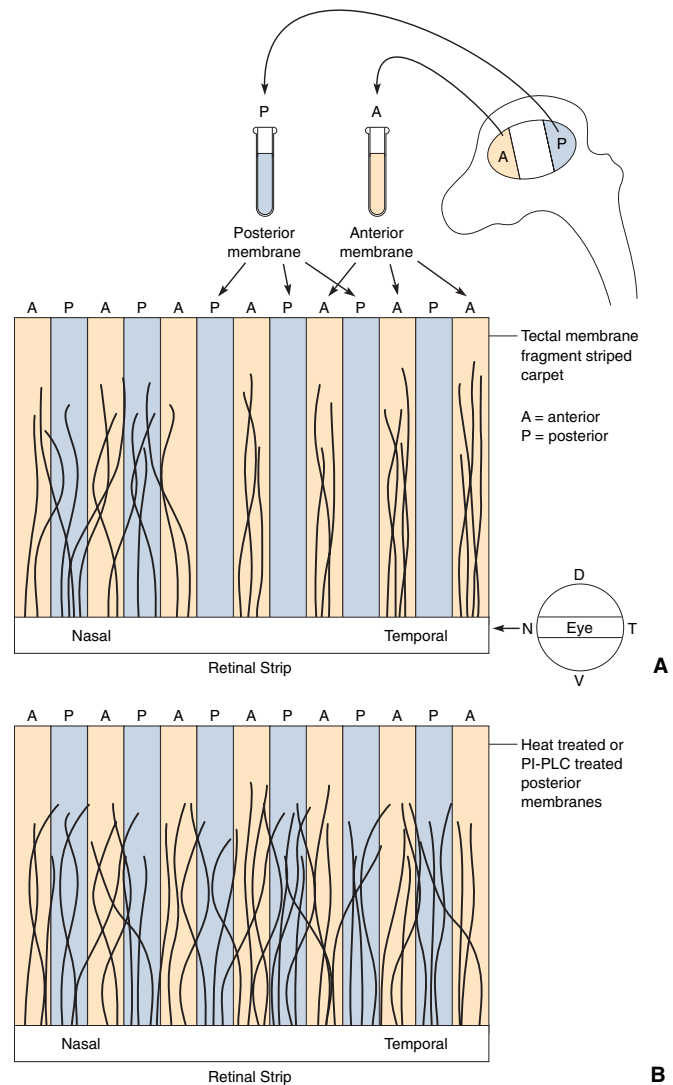 P
A
A
P
Posterior
membrane
Anterior
membrane
A P A P A P A P A P A P A
Tectal membrane
fragment striped
carpet
A = anterior
P = posterior
D
N Eye T
V
Nasal Temporal
Retinal Strip
A
A P A P A P A P A P A P A
Heat treated or
PI-PLC treated
posterior
membranes
Nasal Temporal
Retinal Strip
B